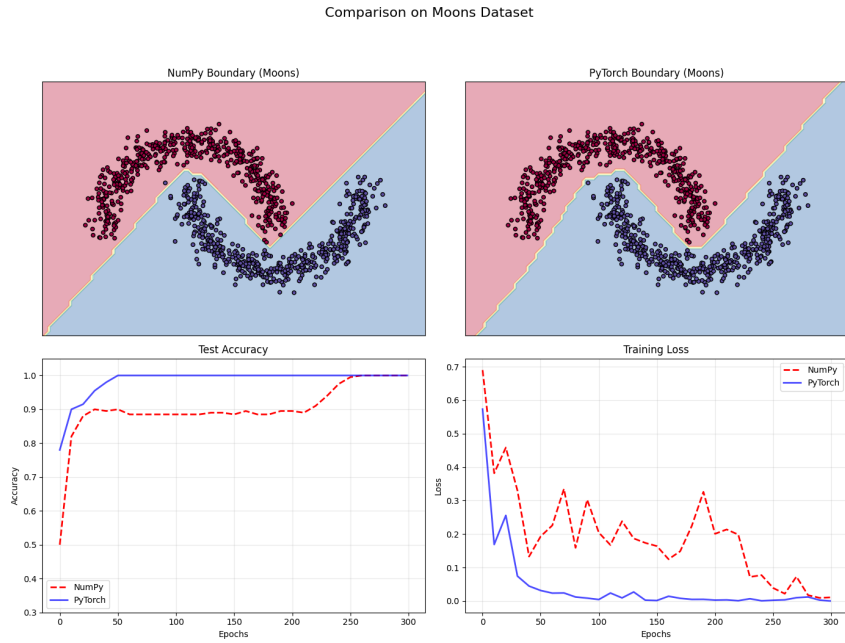 Comparison on Moons Dataset
NumPy Boundary (Moons)
PyTorch Boundary (Moons)
Test Accuracy
1.0
0.9
0.8
0.7
0.6
0.5
0.4
0.3
Accuracy
NumPy
PyTorch
0
50
100
150
200
250
300
Epochs
Training Loss
0.7
0.6
0.5
0.4
0.3
0.2
0.1
0.0
Loss
NumPy
PyTorch
0
50
100
150
200
250
300
Epochs